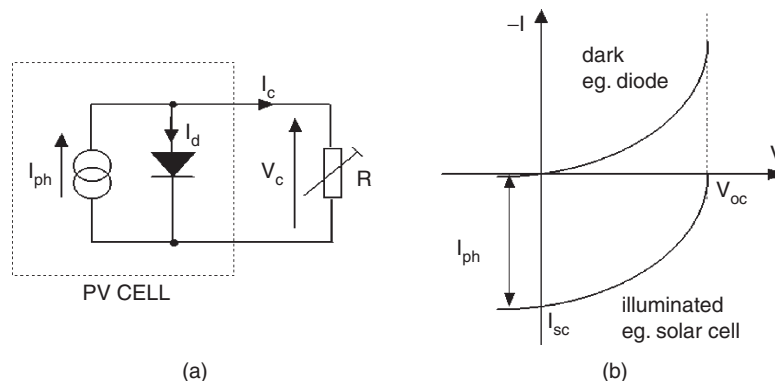 I_c
I_d
I_ph
V_c
R
PV CELL
(a)
–I
dark
eg. diode
V
V_oc
I_ph
I_sc
illuminated
eg. solar cell
(b)